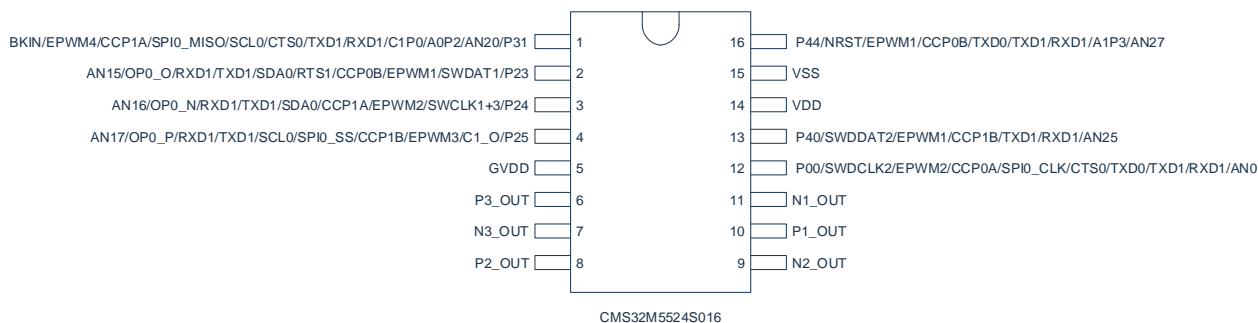 BKIN/EPWM4/CCP1A/SPI0_MISO/SCL0/CTS0/TXD1/RXD1/C1P0/A0P2/AN20/P31 1 16 P44/NRST/EPWM1/CCP0B/TXD0/TXD1/RXD1/A1P3/AN27
AN15/OP0_O/RXD1/TXD1/SDA0/RTS1/CCP0B/EPWM1/SWDAT1/P23 2 15 VSS
AN16/OP0_N/RXD1/TXD1/SDA0/CCP1A/EPWM2/SWCLK1+3/P24 3 14 VDD
AN17/OP0_P/RXD1/TXD1/SCL0/SPI0_SS/CCP1B/EPWM3/C1_O/P25 4 13 P40/SWDDAT2/EPWM1/CCP1B/TXD1/RXD1/AN25
GVDD 5 12 P00/SWDCLK2/EPWM2/CCP0A/SPI0_CLK/CTS0/TXD0/TXD1/RXD1/AN0
P3_OUT 6 11 N1_OUT
N3_OUT 7 10 P1_OUT
P2_OUT 8 9 N2_OUT
CMS32M5524S016